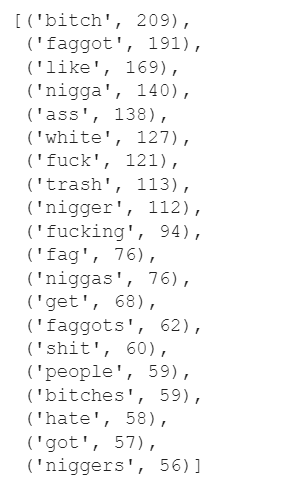 [('bitch', 209),
('faggot', 191),
('like', 169),
('nigga', 140),
('ass', 138),
('white', 127),
('fuck', 121),
('trash', 113),
('nigger', 112),
('fucking', 94),
('fag', 76),
('niggas', 76),
('get', 68),
('faggots', 62),
('shit', 60),
('people', 59),
('bitches', 59),
('hate', 58),
('got', 57),
('niggers', 56)]